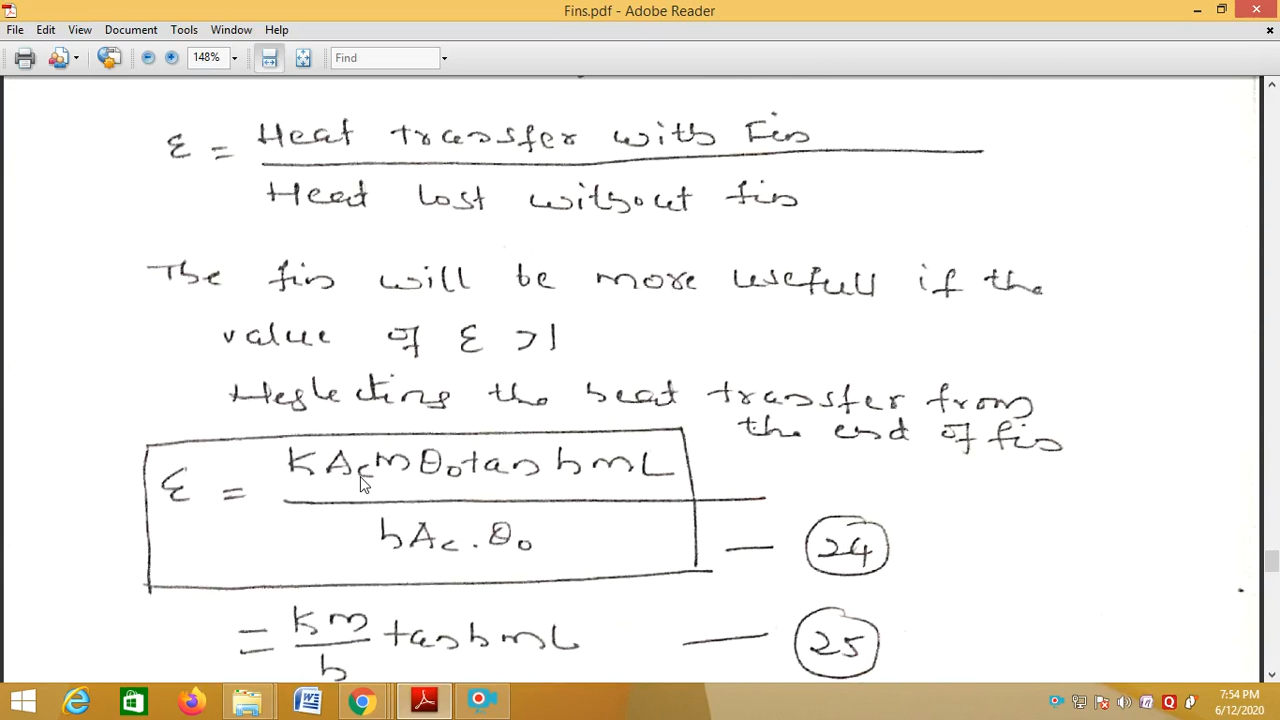 Fins.pdf - Adobe Reader
File Edit View Document Tools Window Help
148% Find
ε = Heat transfer with Fin
Heat lost without fin
The fin will be more usefull if the
value of ε >1
Neglecting the heat transfer from
the end of fin
ε = KAcmθ₀tanhmL
hAc.θ₀ — 24
= Km tanhmL — 25
h
7:54 PM
6/12/2020